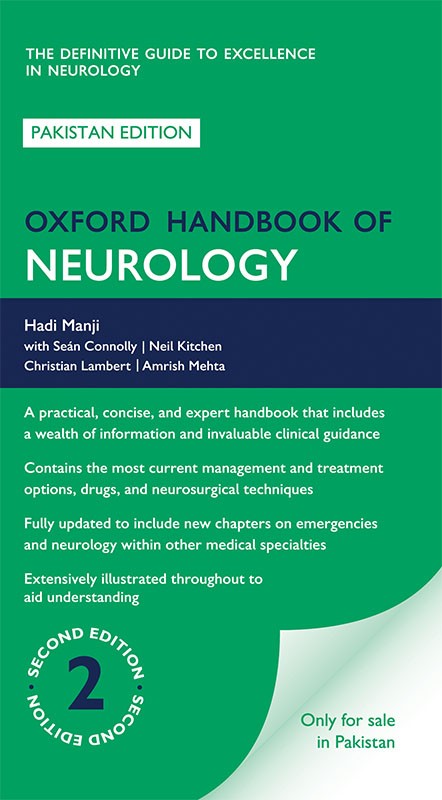 THE DEFINITIVE GUIDE TO EXCELLENCE
IN NEUROLOGY
PAKISTAN EDITION
OXFORD HANDBOOK OF
NEUROLOGY
Hadi Manji
with Seán Connolly | Neil Kitchen
Christian Lambert | Amrish Mehta
A practical, concise, and expert handbook that includes
a wealth of information and invaluable clinical guidance
Contains the most current management and treatment
options, drugs, and neurosurgical techniques
Fully updated to include new chapters on emergencies
and neurology within other medical specialties
Extensively illustrated throughout to
aid understanding
SECOND EDITION · SECOND EDITION ·
2
Only for sale
in Pakistan